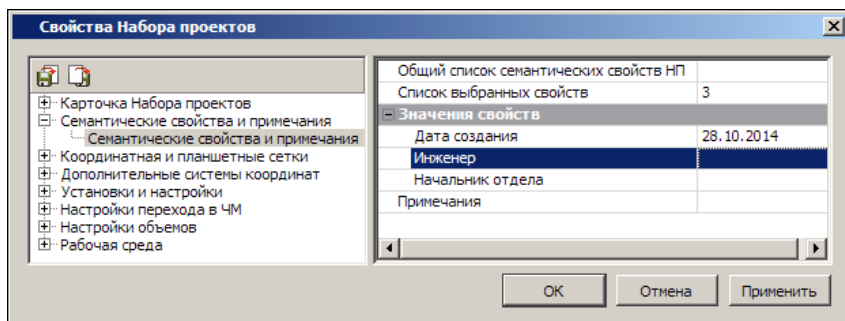 Свойства Набора проектов
Карточка Набора проектов
Семантические свойства и примечания
Семантические свойства и примечания
Координатная и планшетные сетки
Дополнительные системы координат
Установки и настройки
Настройки перехода в ЧМ
Настройки объемов
Рабочая среда
Общий список семантических свойств НП
Список выбранных свойств 3
Значения свойств
Дата создания 28.10.2014
Инженер
Начальник отдела
Примечания
OK Отмена Применить